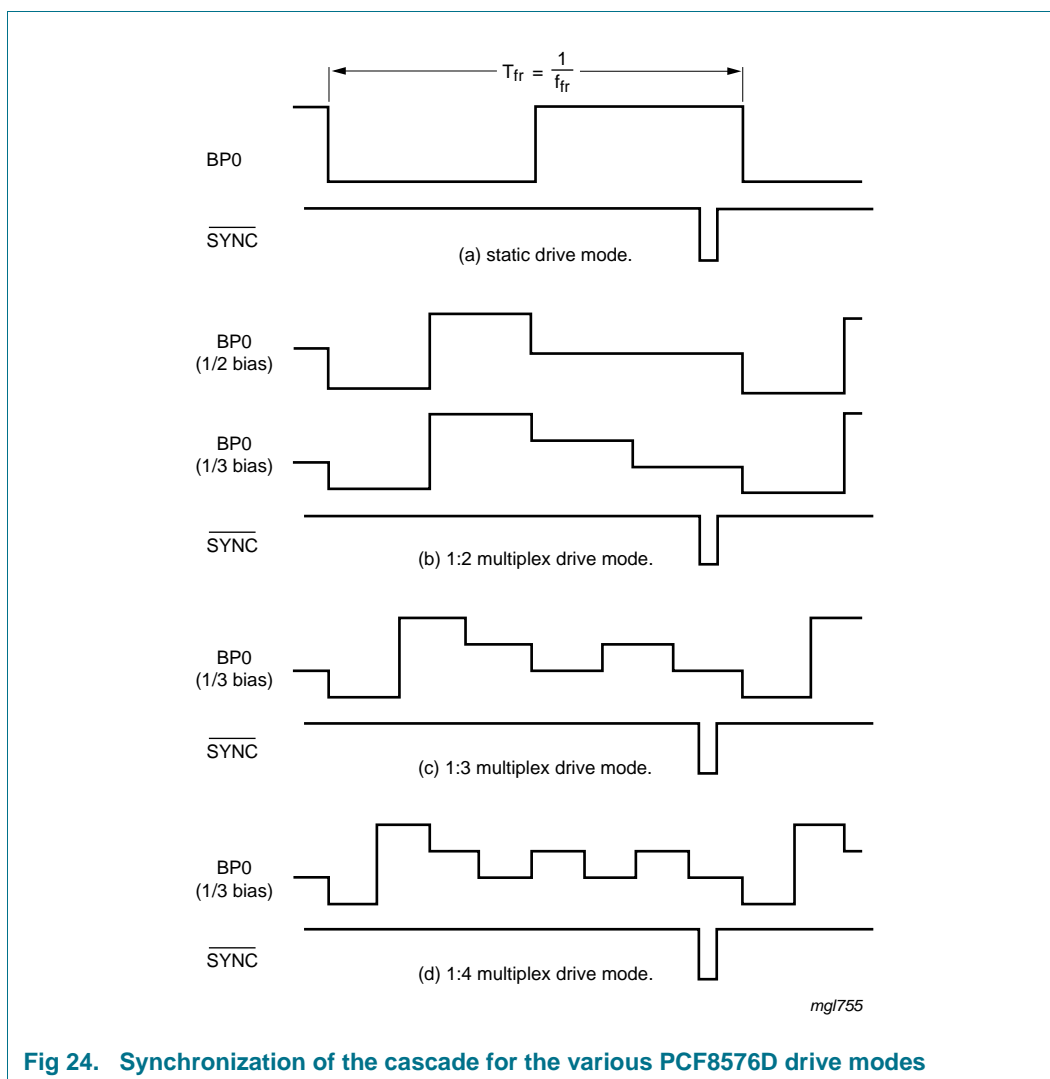 Tfr = 1/ffr
BP0
SYNC
(a) static drive mode.
BP0
(1/2 bias)
BP0
(1/3 bias)
SYNC
(b) 1:2 multiplex drive mode.
BP0
(1/3 bias)
SYNC
(c) 1:3 multiplex drive mode.
BP0
(1/3 bias)
SYNC
(d) 1:4 multiplex drive mode.
mgl755
Fig 24. Synchronization of the cascade for the various PCF8576D drive modes